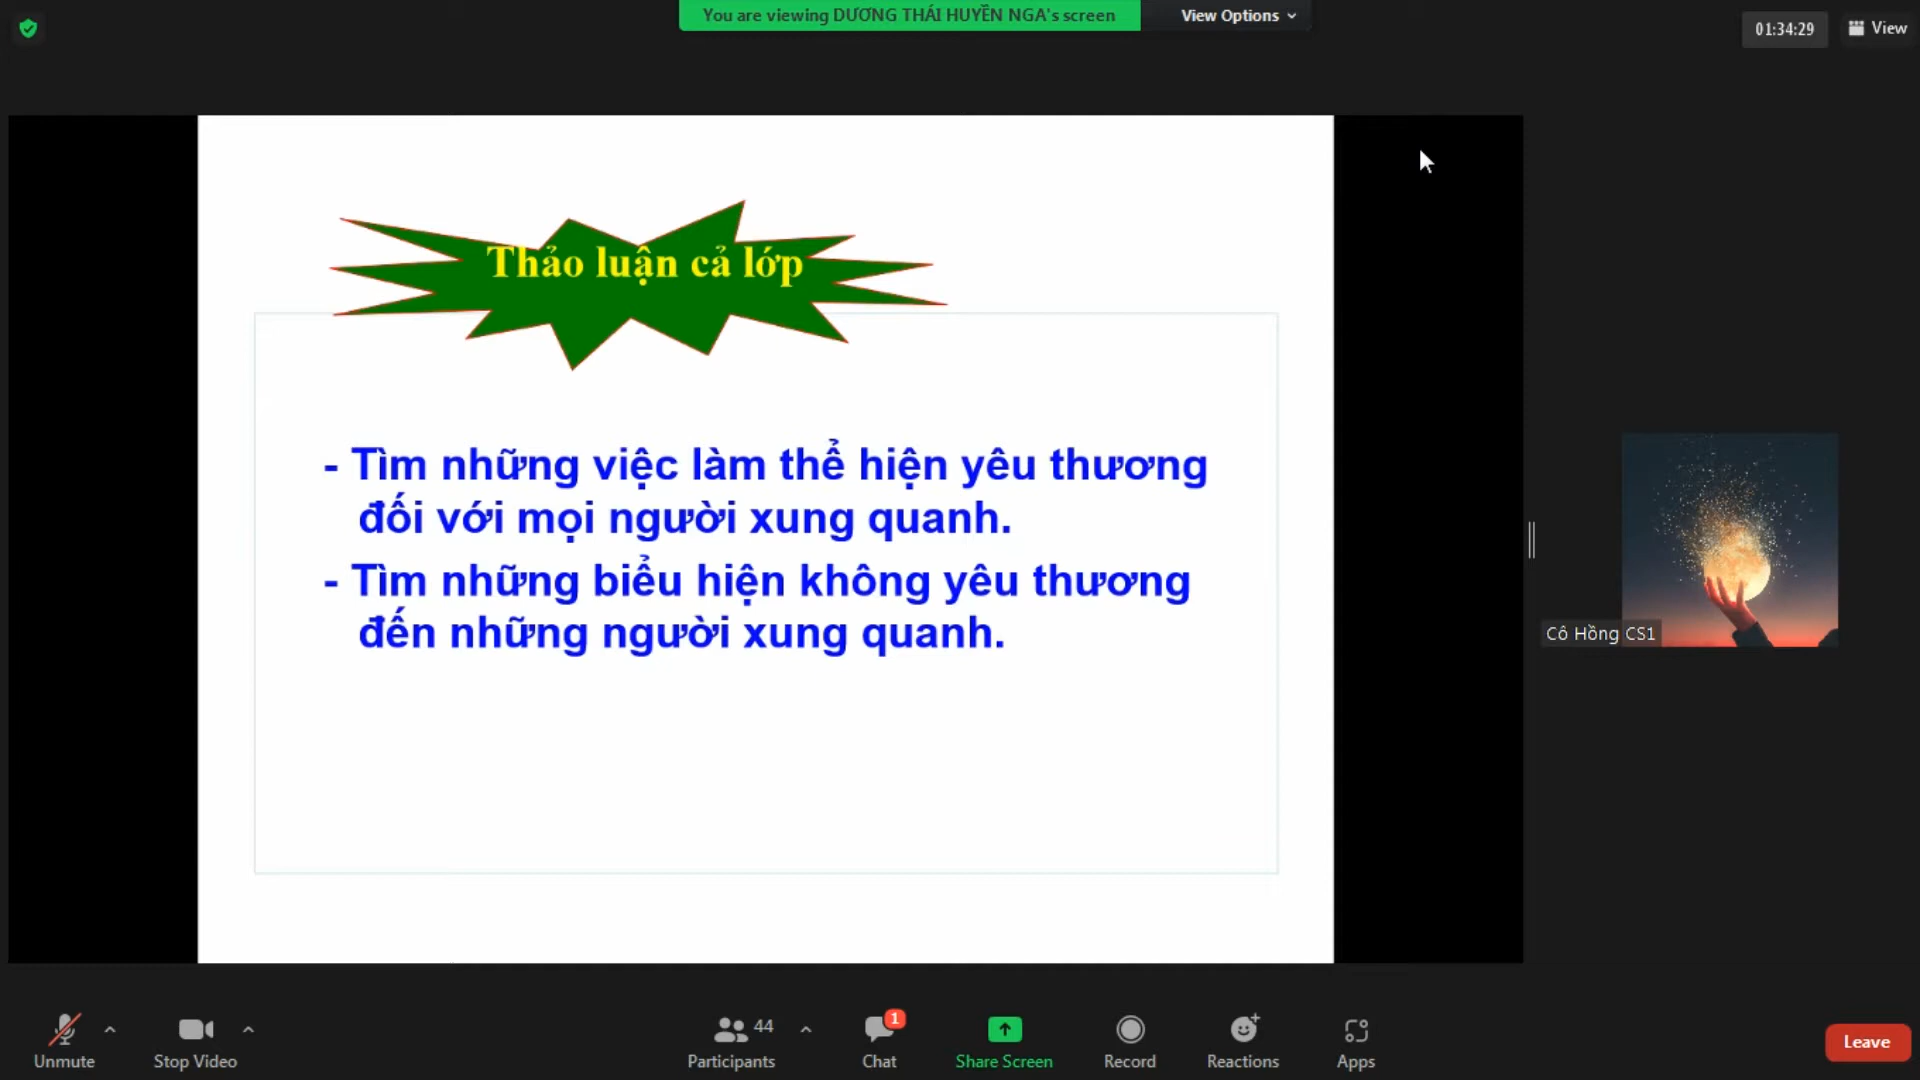 You are viewing DƯƠNG THÁI HUYỀN NGA's screen
View Options
01:34:29
View
Thảo luận cả lớp
- Tìm những việc làm thể hiện yêu thương
đối với mọi người xung quanh.
- Tìm những biểu hiện không yêu thương
đến những người xung quanh.
Cô Hồng CS1
Unmute
Stop Video
44
Participants
1
Chat
Share Screen
Record
Reactions
Apps
Leave